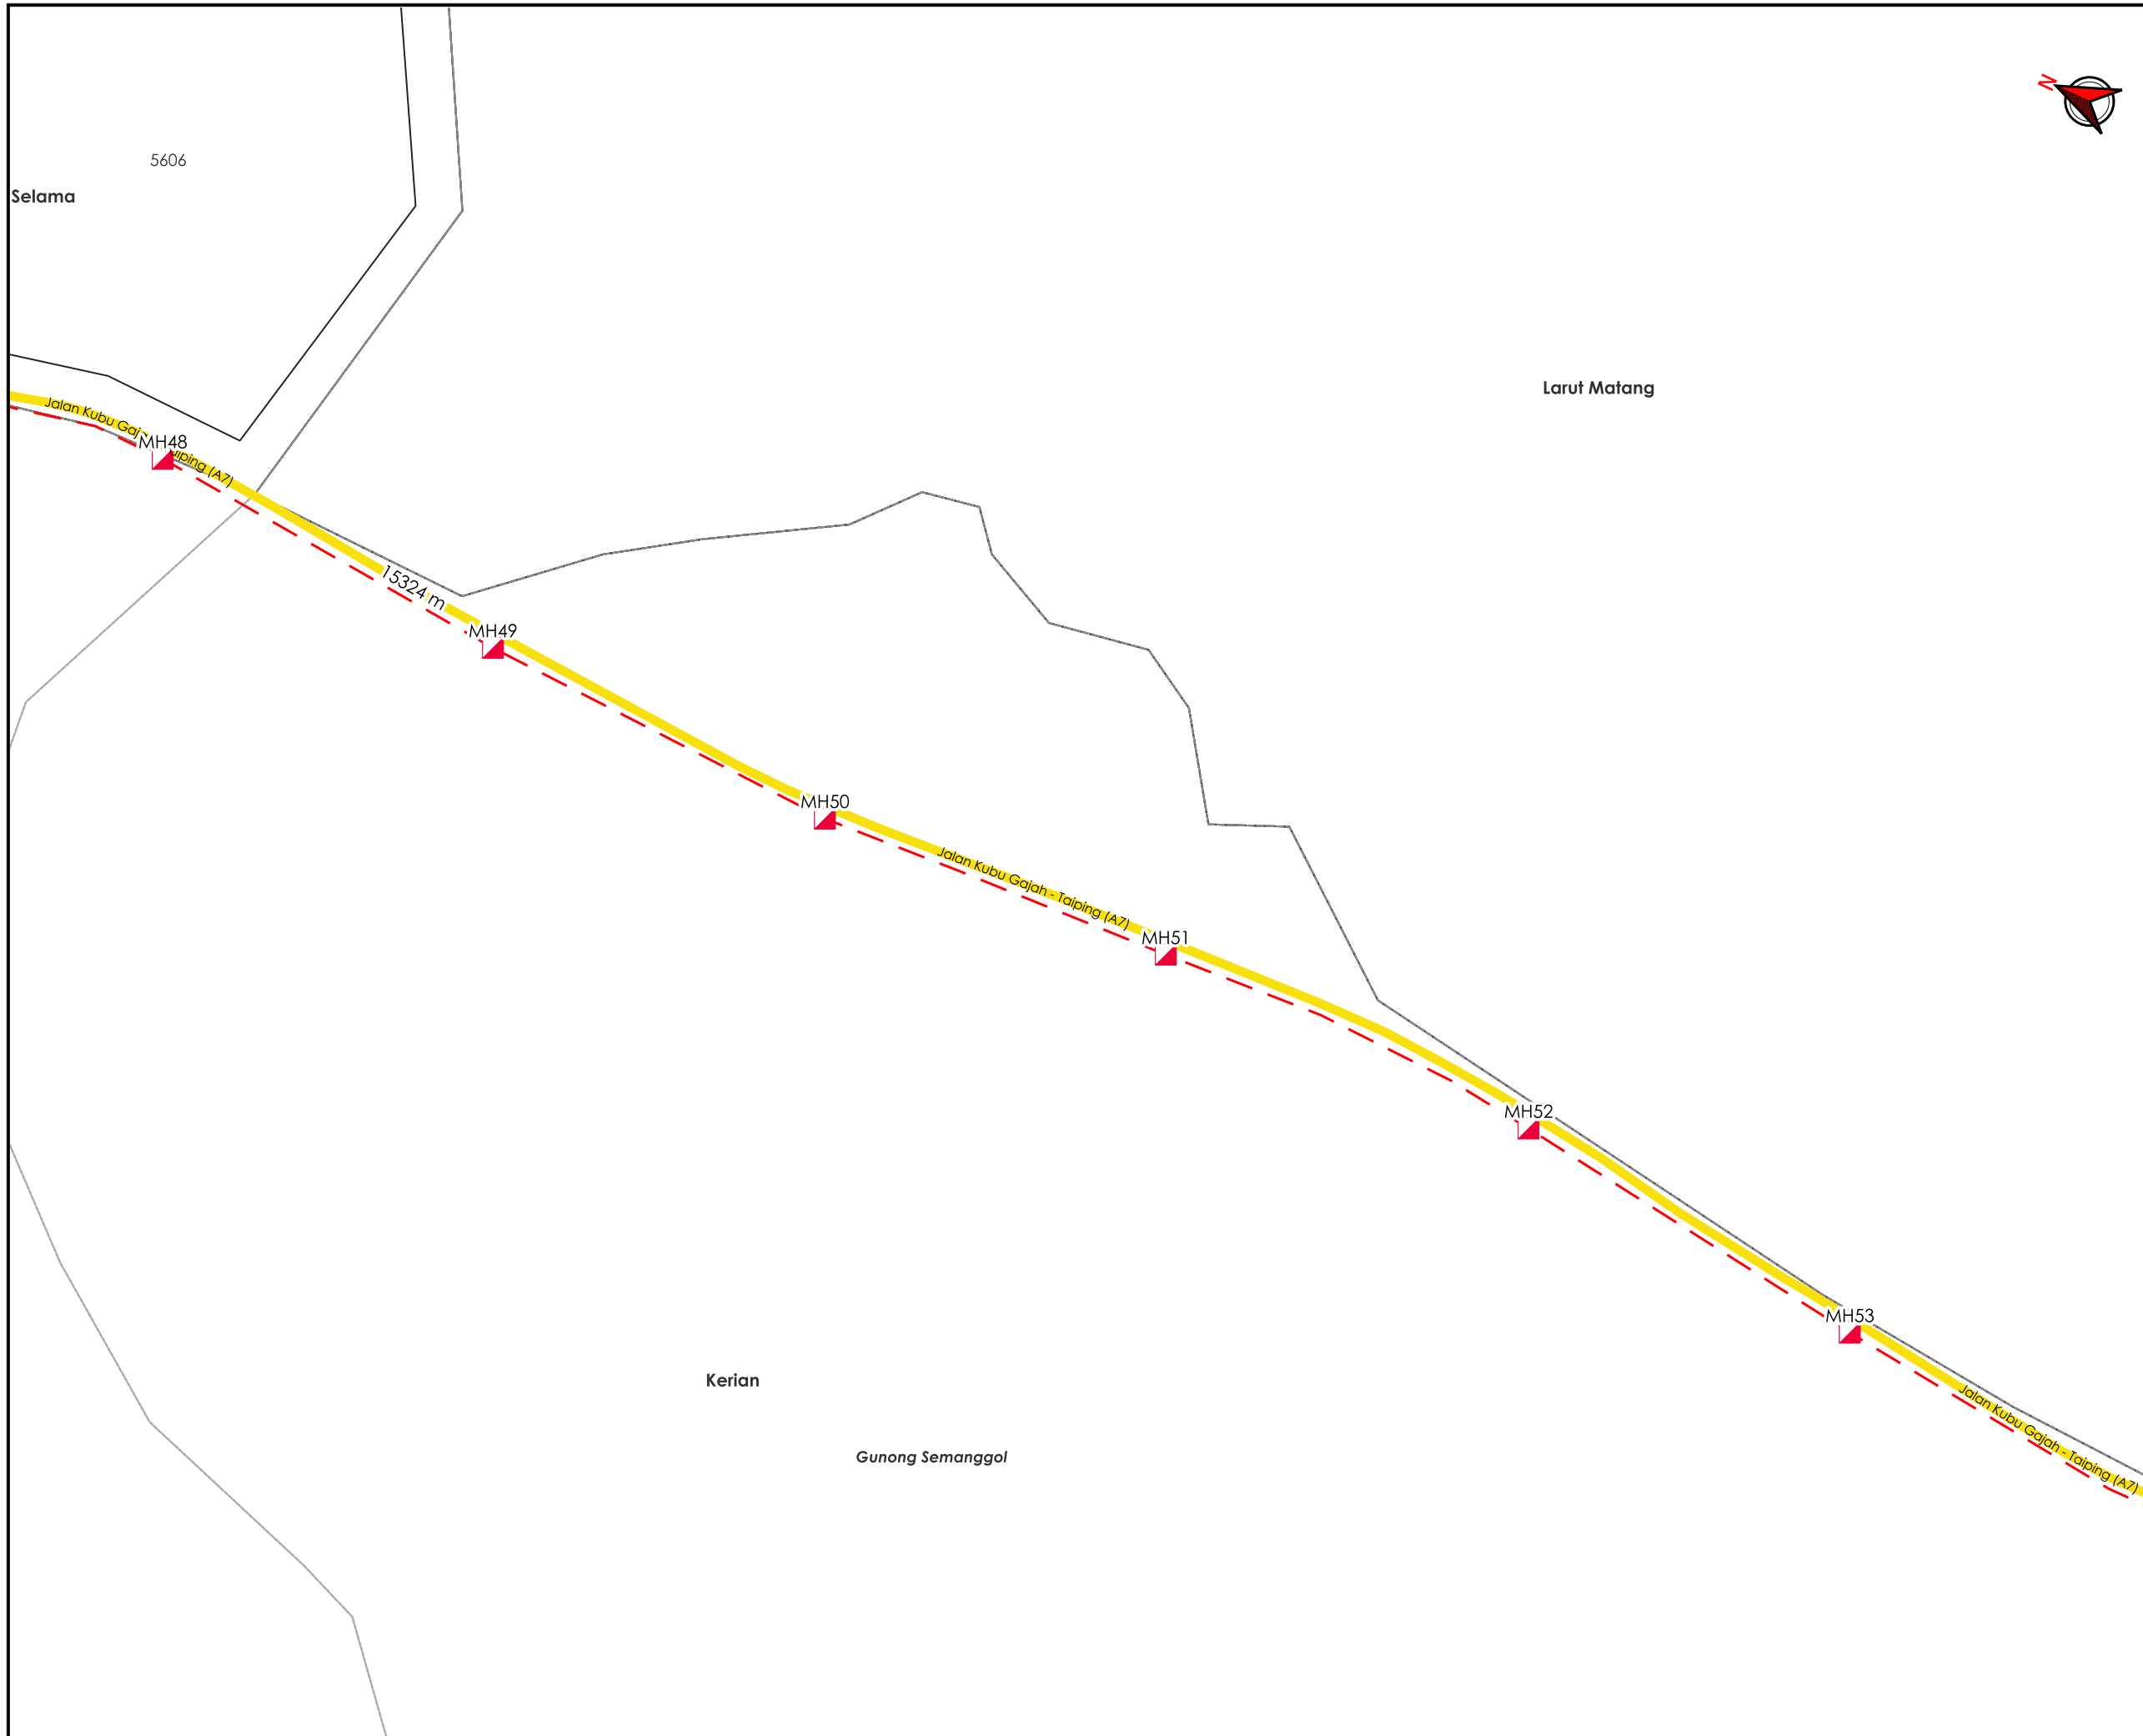 N
5606
Selama
Larut Matang
Jalan Kubu Gaj
iping (A7)
MH48
15324 m
MH49
MH50
Jalan Kubu Gajah - Taiping (A7)
MH51
MH52
MH53
Kerian
Jalan Kubu Gajah - Taiping (A7)
Gunong Semanggol